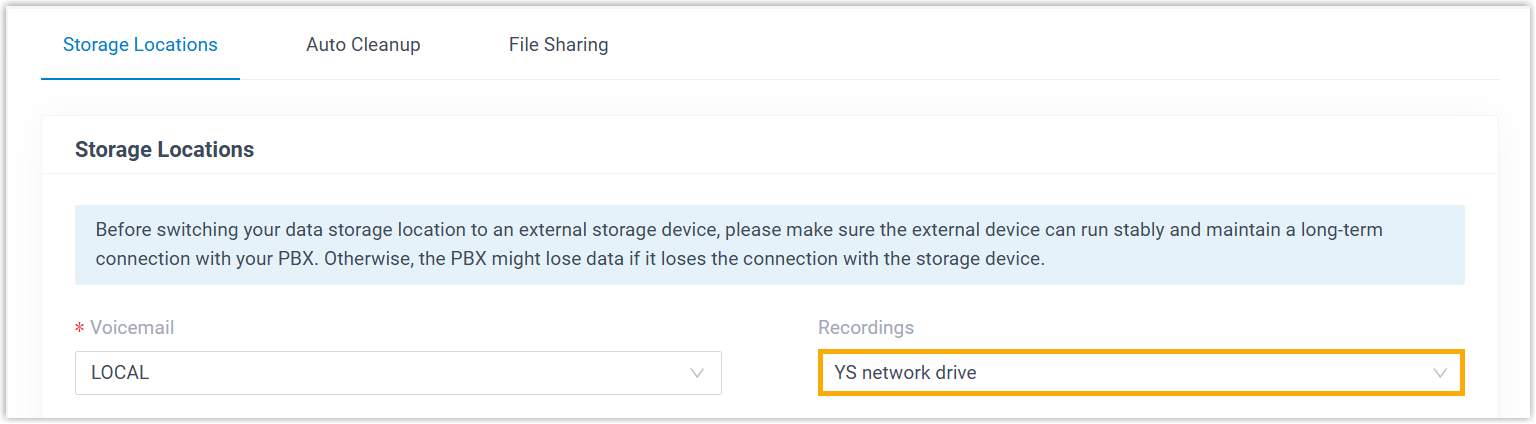 Storage Locations Auto Cleanup File Sharing
Storage Locations
Before switching your data storage location to an external storage device, please make sure the external device can run stably and maintain a long-term
connection with your PBX. Otherwise, the PBX might lose data if it loses the connection with the storage device.
* Voicemail Recordings
LOCAL YS network drive